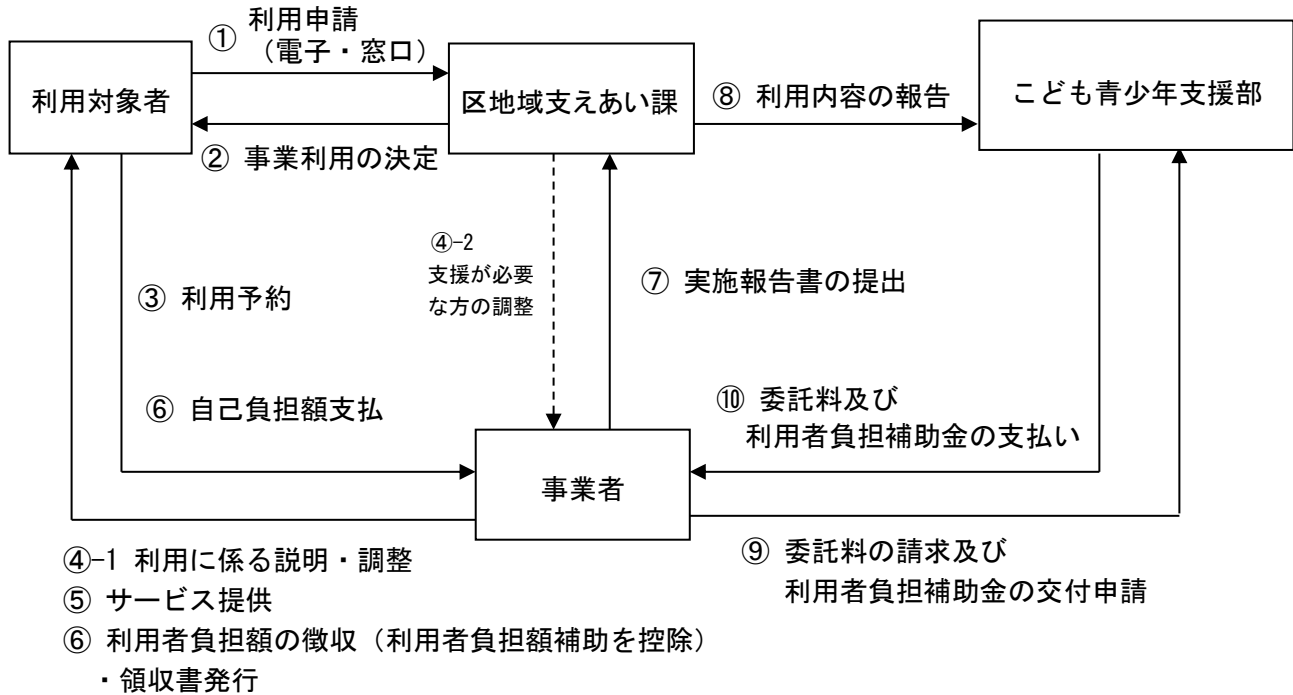 ① 利用申請
（電子・窓口）
利用対象者
区地域支えあい課
こども青少年支援部
⑧ 利用内容の報告
② 事業利用の決定
④-2
支援が必要
な方の調整
③ 利用予約
⑦ 実施報告書の提出
⑥ 自己負担額支払
⑩ 委託料及び
利用者負担補助金の支払い
事業者
④-1 利用に係る説明・調整
⑤ サービス提供
⑥ 利用者負担額の徴収（利用者負担額補助を控除）
・領収書発行
⑨ 委託料の請求及び
利用者負担補助金の交付申請